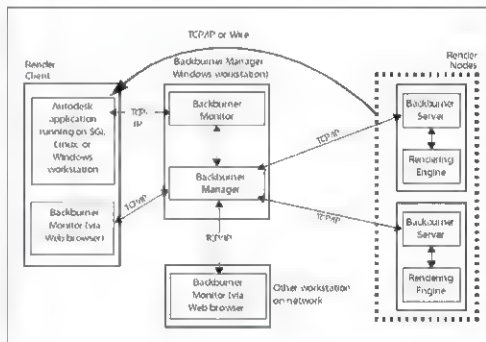 TCP/IP or Wire
Render
Client
Backburner Manager
Windows workstation)
Render
Nodes
Autodesk
application
running on SGI,
Linux, or
Windows
workstation
TCP-
IP
Backburner
Monitor
Backburner
Server
TCP/IP
Rendering
Engine
Backburner
Manager
Backburner
Monitor (via
Web browser)
TCP/IP
TCP/IP
TCP/IP
Backburner
Server
Rendering
Engine
Backburner
Monitor (via
Web browser
Other workstation
on network